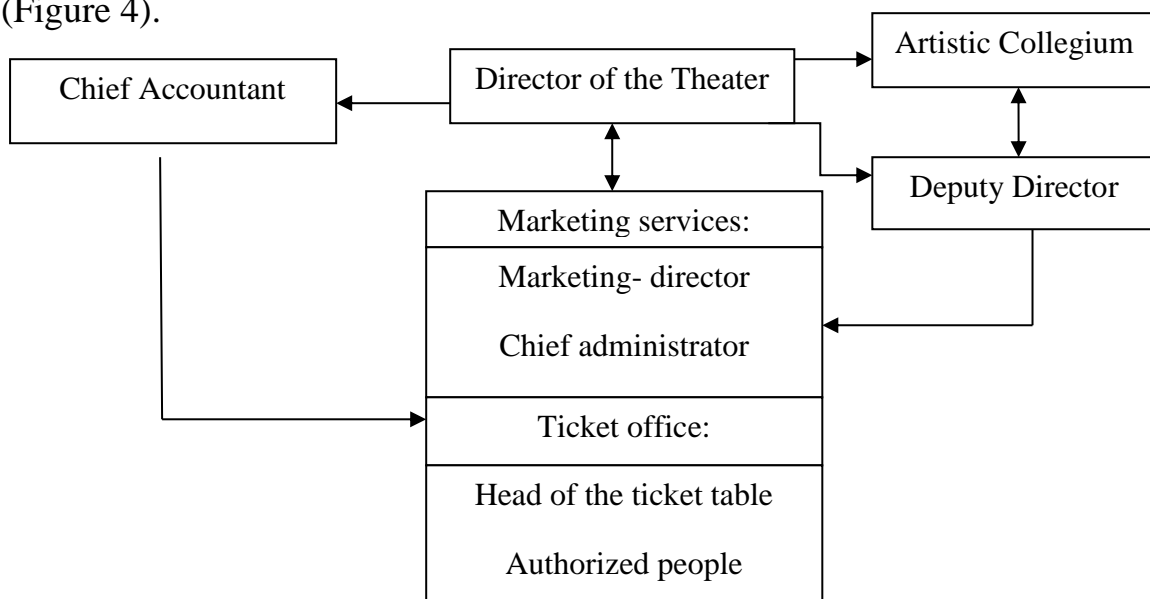 (Figure 4).
Artistic Collegium
Chief Accountant
Director of the Theater
Deputy Director
Marketing services:
Marketing- director
Chief administrator
Ticket office:
Head of the ticket table
Authorized people